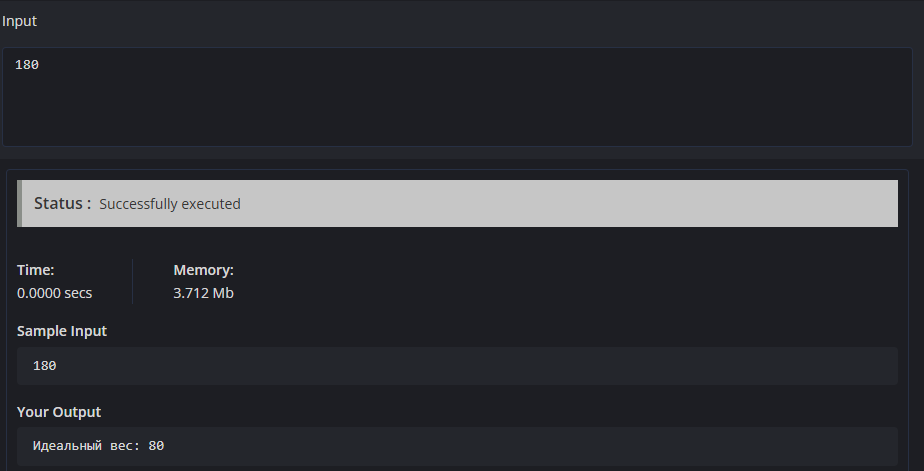 Input
180
Status : Successfully executed
Time: Memory:
0.0000 secs 3.712 Mb
Sample Input
180
Your Output
Идеальный вес: 80